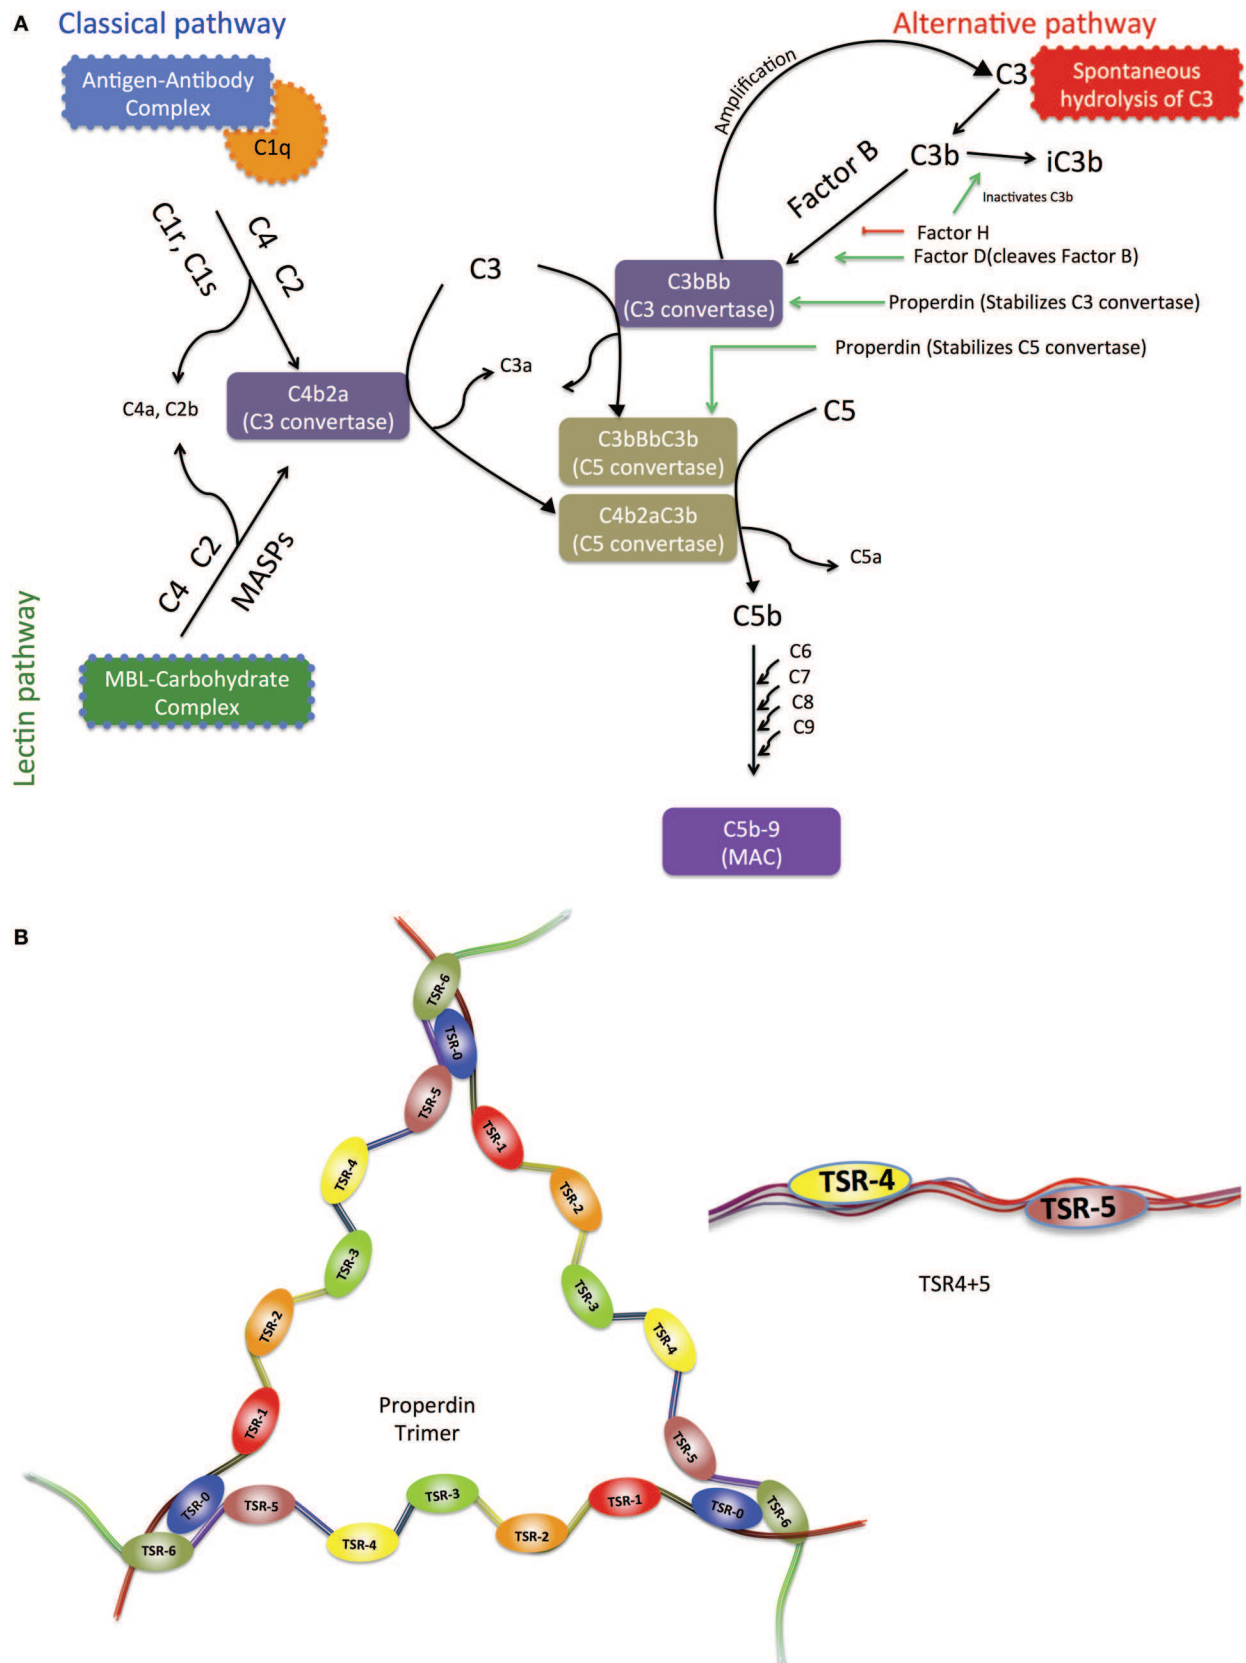 A
Classical pathway
Alternative pathway
Antigen-Antibody
Complex
C1q
Amplification
C3
Spontaneous
hydrolysis of C3
C3b
iC3b
Inactivates C3b
Factor B
Factor H
Factor D(cleaves Factor B)
C1r, C1s
C4 C2
C3
C3bBb
(C3 convertase)
Properdin (Stabilizes C3 convertase)
Properdin (Stabilizes C5 convertase)
C3a
C4a, C2b
C4b2a
(C3 convertase)
C5
C3bBbC3b
(C5 convertase)
C4b2aC3b
(C5 convertase)
C5a
C4 C2
MASPs
C5b
Lectin pathway
MBL-Carbohydrate
Complex
C6
C7
C8
C9
C5b-9
(MAC)
B
TSR-6
TSR-0
TSR-5
TSR-1
TSR-4
TSR-2
TSR-3
TSR-3
TSR-2
TSR-4
TSR-1
TSR-5
Properdin
Trimer
TSR-0
TSR-5
TSR-3
TSR-1
TSR-0
TSR-6
TSR-6
TSR-4
TSR-2
TSR-4
TSR-5
TSR4+5